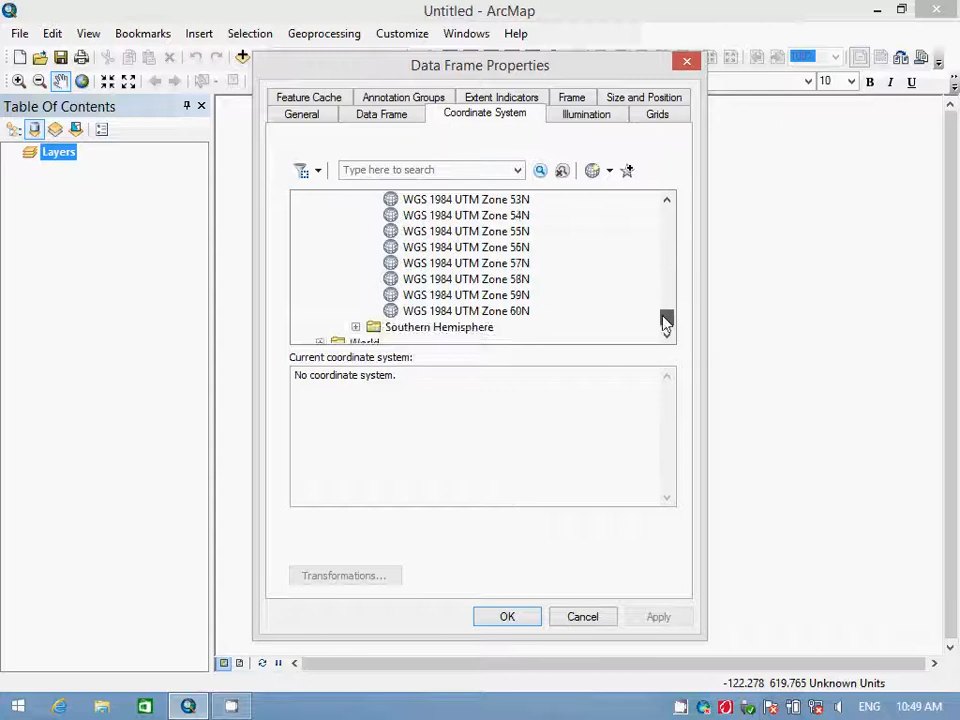 Untitled - ArcMap
File Edit View Bookmarks Insert Selection Geoprocessing Customize Windows Help
10 B I U
Table Of Contents
Layers
Data Frame Properties
Feature Cache Annotation Groups Extent Indicators Frame Size and Position
General Data Frame Coordinate System Illumination Grids
Type here to search
WGS 1984 UTM Zone 53N
WGS 1984 UTM Zone 54N
WGS 1984 UTM Zone 55N
WGS 1984 UTM Zone 56N
WGS 1984 UTM Zone 57N
WGS 1984 UTM Zone 58N
WGS 1984 UTM Zone 59N
WGS 1984 UTM Zone 60N
Southern Hemisphere
World
Current coordinate system:
No coordinate system.
Transformations...
OK Cancel Apply
-122.278 619.765 Unknown Units
ENG 10:49 AM